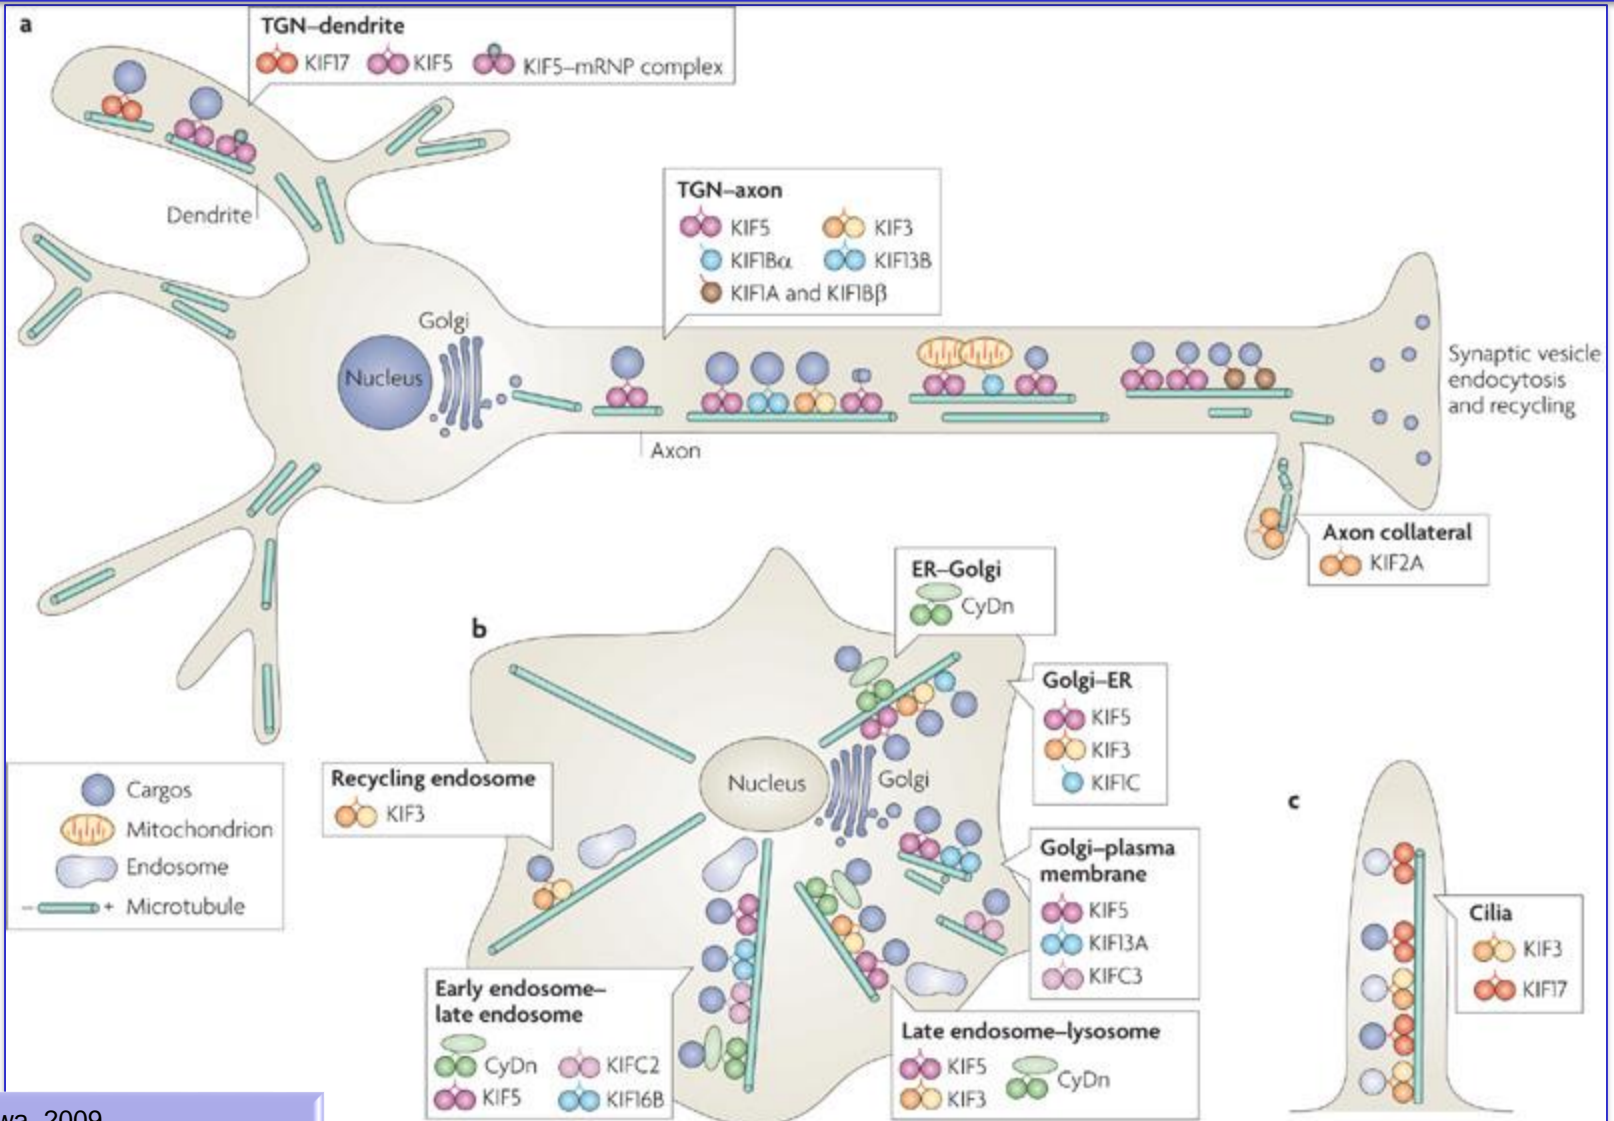 a
TGN–dendrite
KIF17 KIF5 KIF5–mRNP complex
Dendrite
TGN–axon
KIF5 KIF3
KIF1Bα KIF13B
KIF1A and KIF1Bβ
Golgi
Nucleus
Axon
Synaptic vesicle
endocytosis
and recycling
Axon collateral
KIF2A
b
ER–Golgi
CyDn
Golgi–ER
KIF5
KIF3
KIF1C
Nucleus
Golgi
Recycling endosome
KIF3
Golgi–plasma
membrane
KIF5
KIF13A
KIFC3
Early endosome–
late endosome
CyDn KIFC2
KIF5 KIF16B
Late endosome–lysosome
KIF5 CyDn
KIF3
Cargos
Mitochondrion
Endosome
– + Microtubule
c
Cilia
KIF3
KIF17
2009